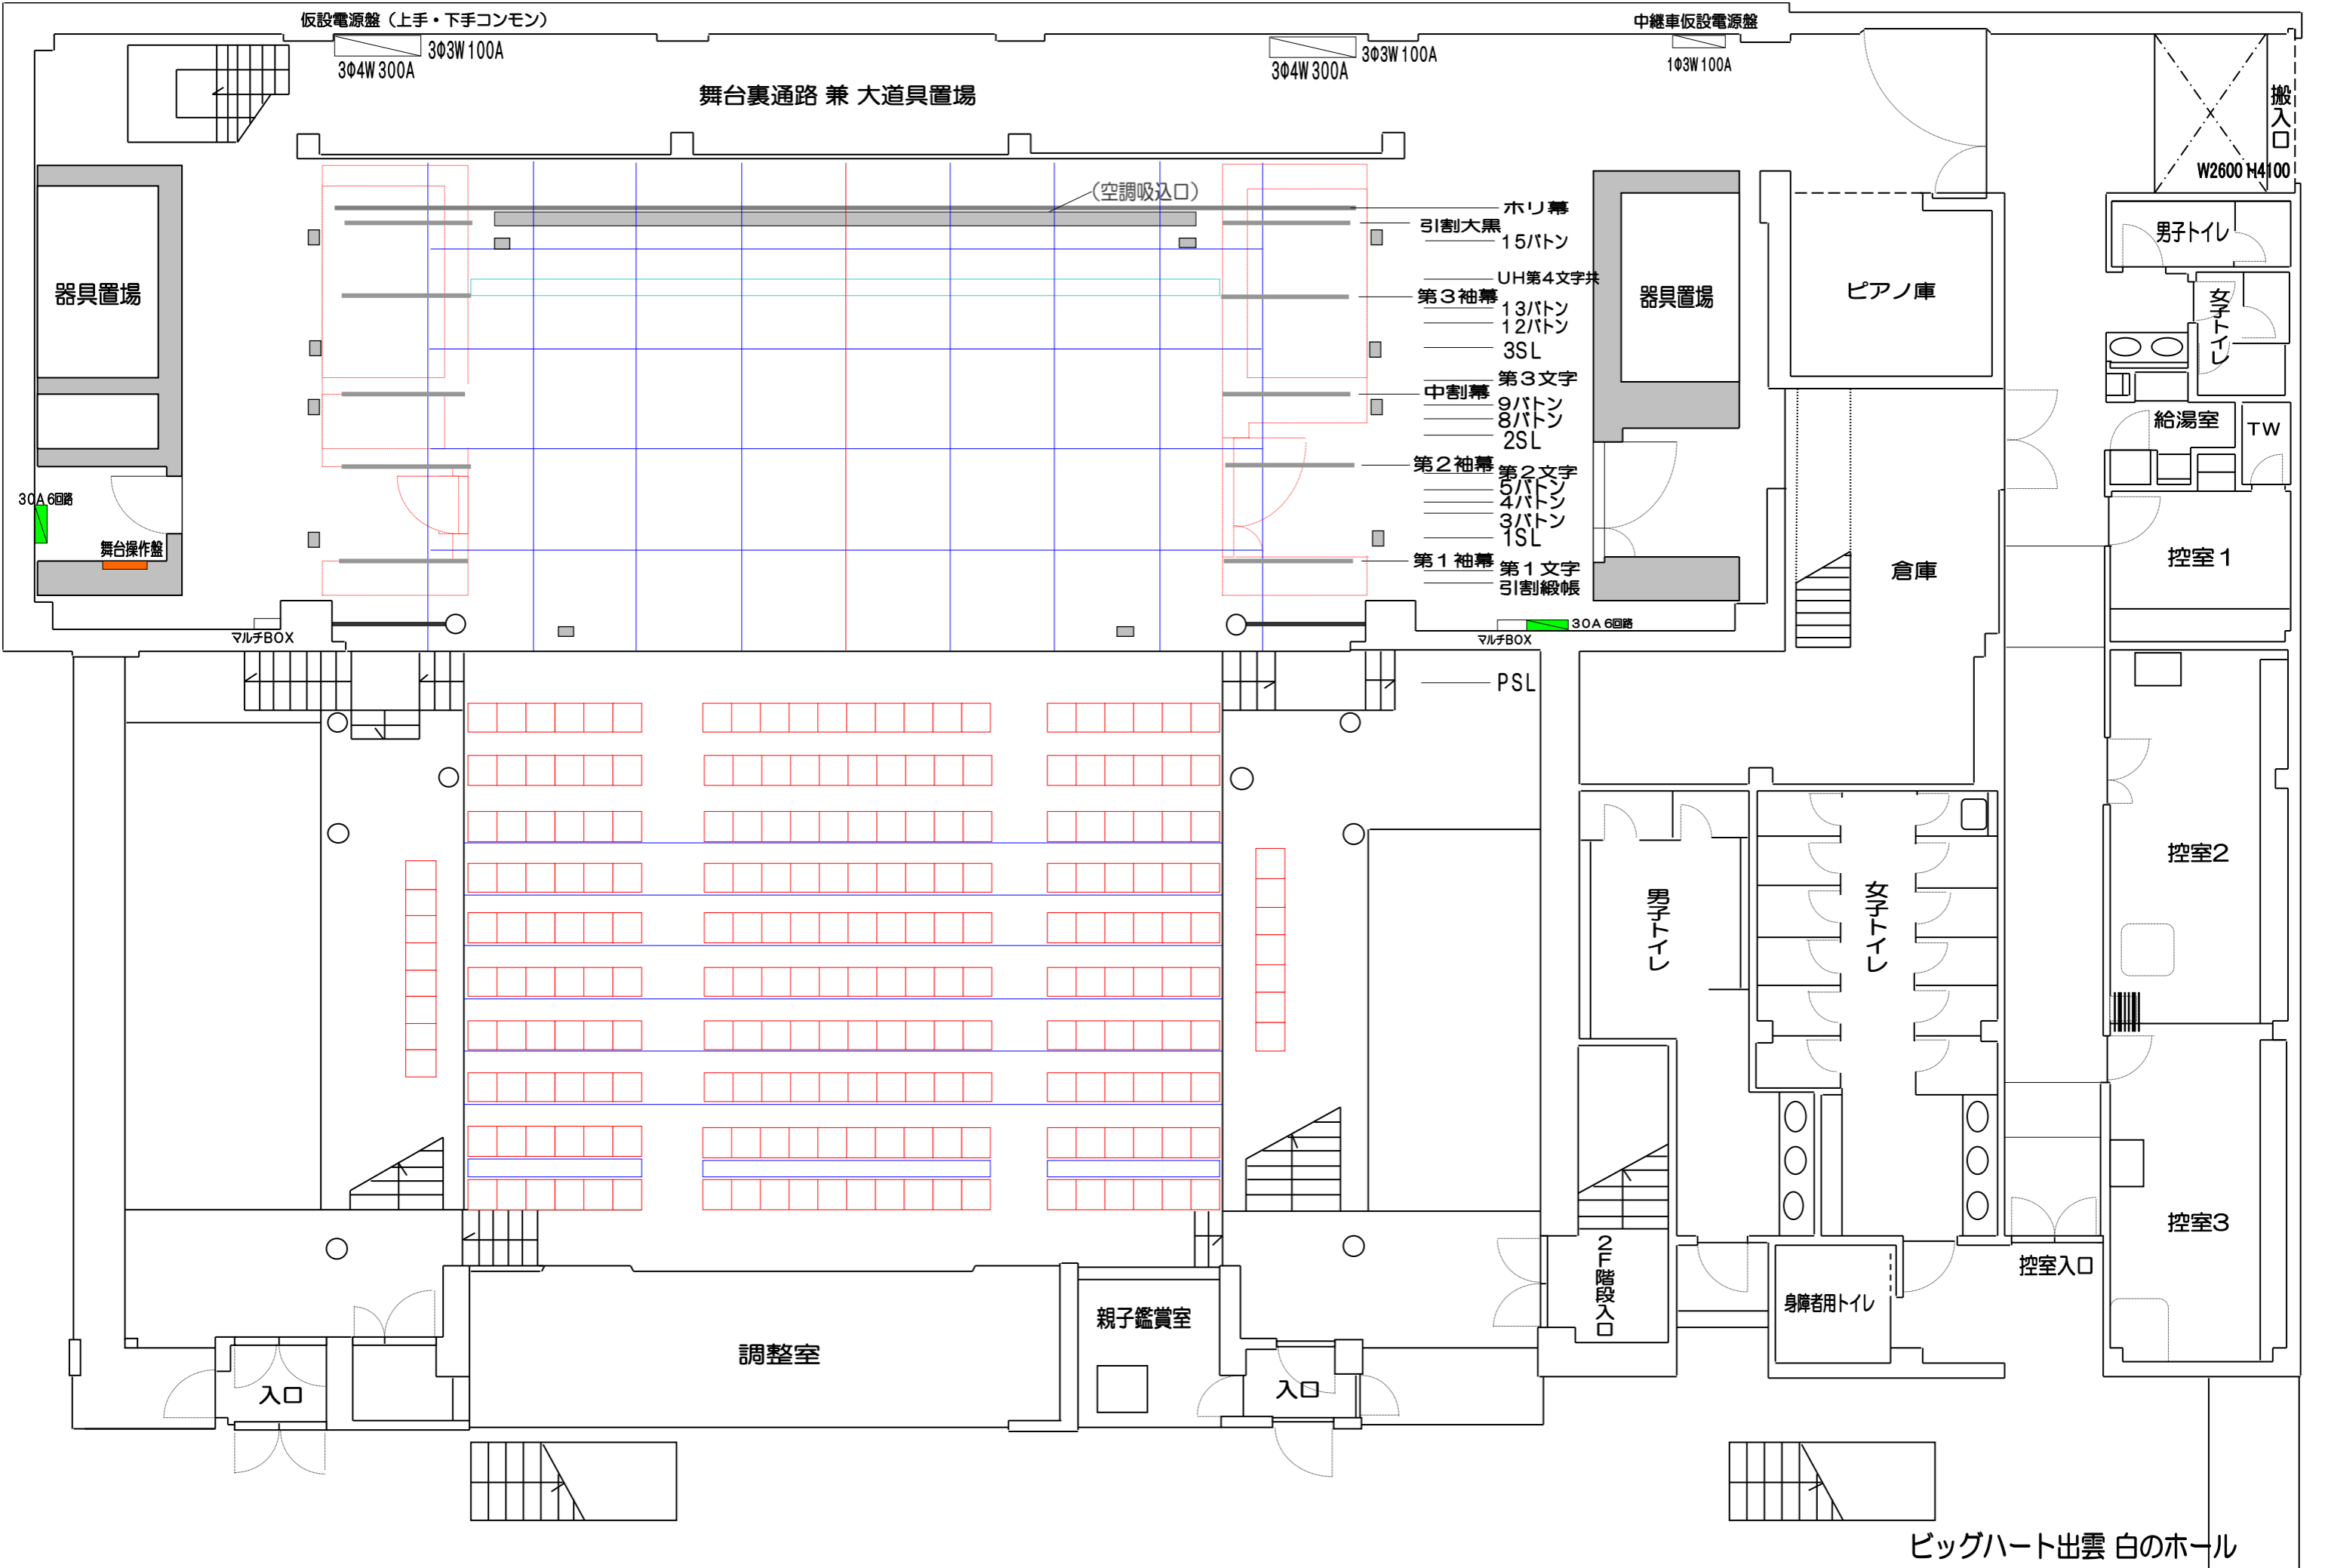 仮設電源盤（上手・下手コンモン）
3Φ3W100A
3Φ4W300A
3Φ3W100A
3Φ4W300A
中継車仮設電源盤
1Φ3W100A
舞台裏通路 兼 大道具置場
搬入口
W2600 H4100
(空調吸込口)
ホリ幕
引割大黒
15バトン
UH第4文字共
第3袖幕
13バトン
12バトン
3SL
第3文字
中割幕
9バトン
8バトン
2SL
第2袖幕
第2文字
5バトン
4バトン
3バトン
1SL
第1袖幕
第1文字
引割緞帳
器具置場
器具置場
ピアノ庫
男子トイレ
女子トイレ
給湯室
TW
30A6回路
舞台操作盤
マルチBOX
30A6回路
マルチBOX
倉庫
控室1
PSL
控室2
男子トイレ
女子トイレ
控室3
2F階段入口
控室入口
身障者用トイレ
親子鑑賞室
調整室
入口
入口
ビッグハート出雲 白のホール